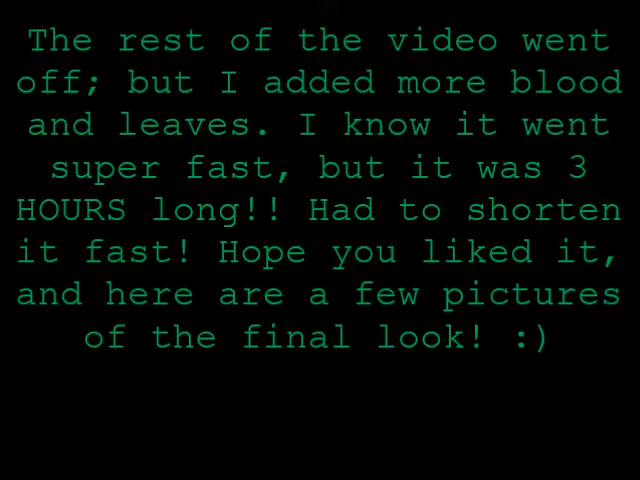 The rest of the video went
off; but I added more blood
and leaves. I know it went
super fast, but it was 3
HOURS long!! Had to shorten
it fast! Hope you liked it,
and here are a few pictures
of the final look! :)